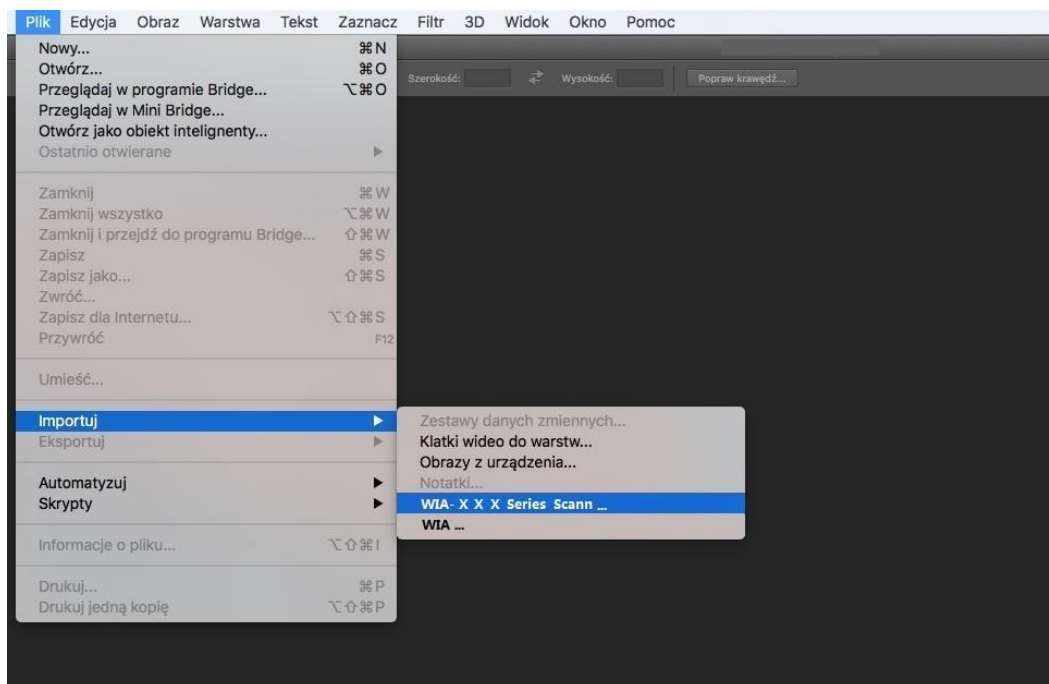 Plik Edycja Obraz Warstwa Tekst Zaznacz Filtr 3D Widok Okno Pomoc
Szerokość: Wysokość: Popraw krawędź...
Nowy... ⌘N
Otwórz... ⌘O
Przeglądaj w programie Bridge... ⌥⌘O
Przeglądaj w Mini Bridge...
Otwórz jako obiekt inteligenty...
Ostatnio otwierane ▶
Zamknij ⌘W
Zamknij wszystko ⌥⌘W
Zamknij i przejdź do programu Bridge... ⇧⌘W
Zapisz ⌘S
Zapisz jako... ⇧⌘S
Zwróć...
Zapisz dla Internetu... ⌥⇧⌘S
Przywróć F12
Umieść...
Importuj ▶
Eksportuj ▶
Automatyzuj ▶
Skrypty ▶
Informacje o pliku... ⌥⇧⌘I
Drukuj... ⌘P
Drukuj jedną kopię ⌥⇧⌘P
Zestawy danych zmiennych...
Klatki wideo do warstw...
Obrazy z urządzenia...
Notatki...
WIA- X X X Series Scann ...
WIA ...